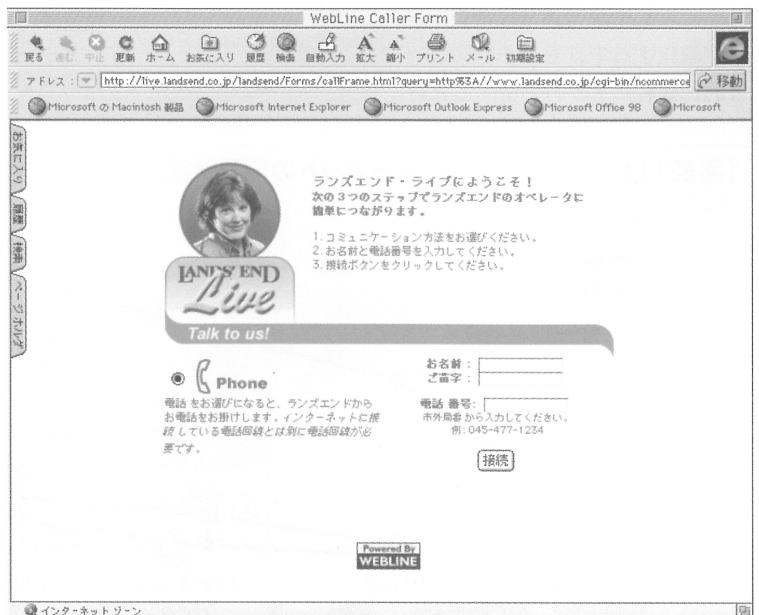 WebLine Caller Form
戻る 進む 中止 更新 ホーム お気に入り 履歴 検索 自動入力 拡大 縮小 プリント メール 初期設定
アドレス： http://live.landsend.co.jp/landsend/Forms/callFrame.html?query=http%3A//www.landsend.co.jp/cgi-bin/ncommerce 移動
Microsoft の Macintosh 製品 Microsoft Internet Explorer Microsoft Outlook Express Microsoft Office 98 Microsoft
お気に入り
履歴
検索
ページ ホルダ
ランズエンド・ライブにようこそ！
次の３つのステップでランズエンドのオペレータに
簡単につながります。
1. コミュニケーション方法をお選びください。
2. お名前と電話番号を入力してください。
3. 接続ボタンをクリックしてください。
LANDS' END
Live
Talk to us!
Phone
電話 をお選びになると、ランズエンドから
お電話をお掛けします。インターネットに接
続 している電話回線とは別に電話回線が必
要です。
お名前：
ご苗字：
電話 番号:
市外局番 から入力してください。
例: 045-477-1234
接続
Powered By
WEBLINE
インターネット ゾーン